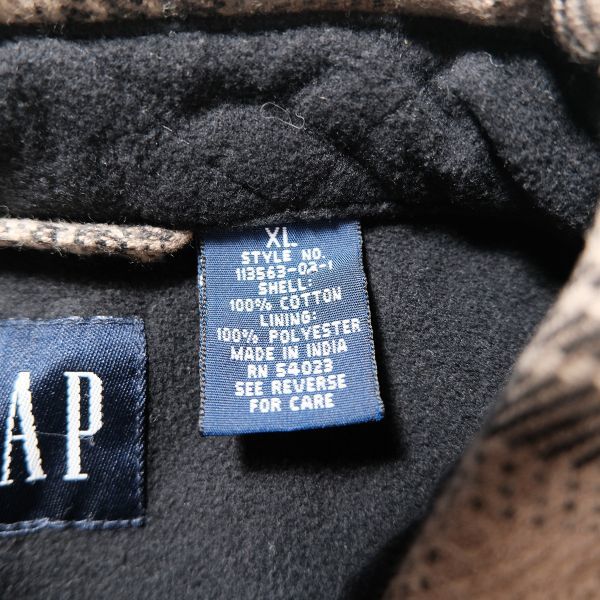 XL
STYLE NO.
113563-02-1
SHELL:
100% COTTON
LINING:
100% POLYESTER
MADE IN INDIA
RN 54023
SEE REVERSE
FOR CARE
AP